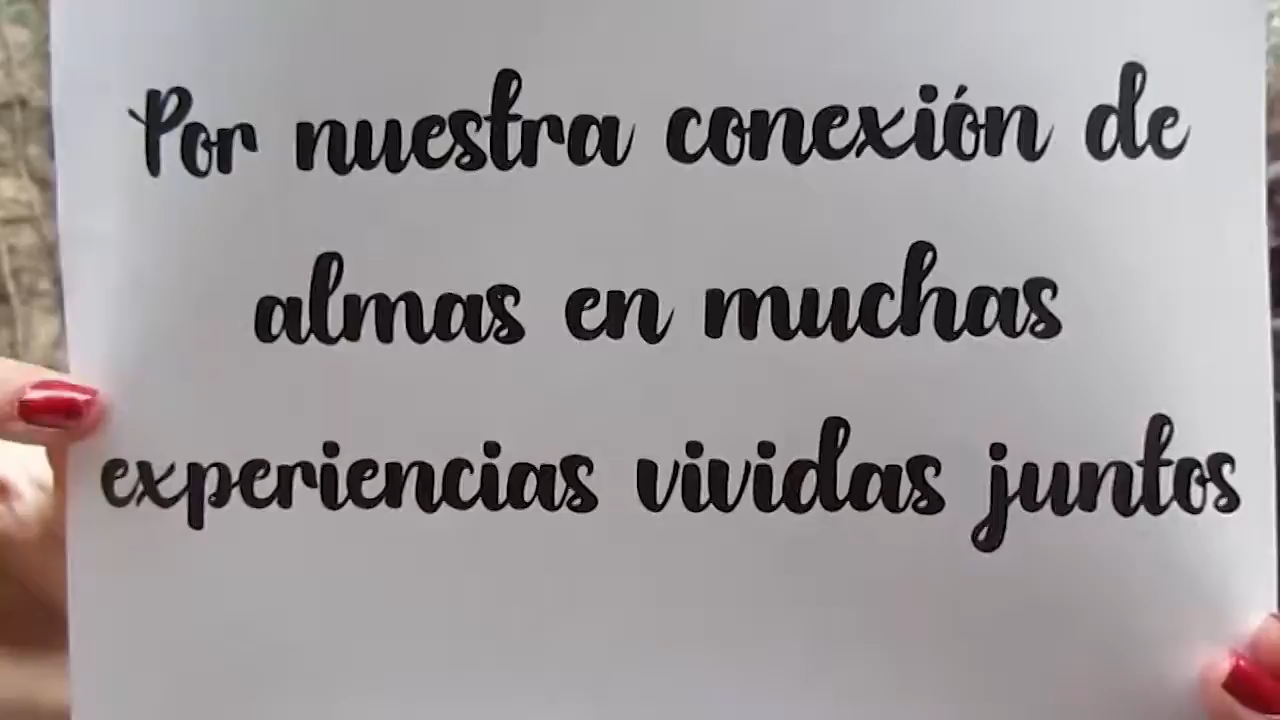 Por nuestra conexión de
almas en muchas
experiencias vividas juntos